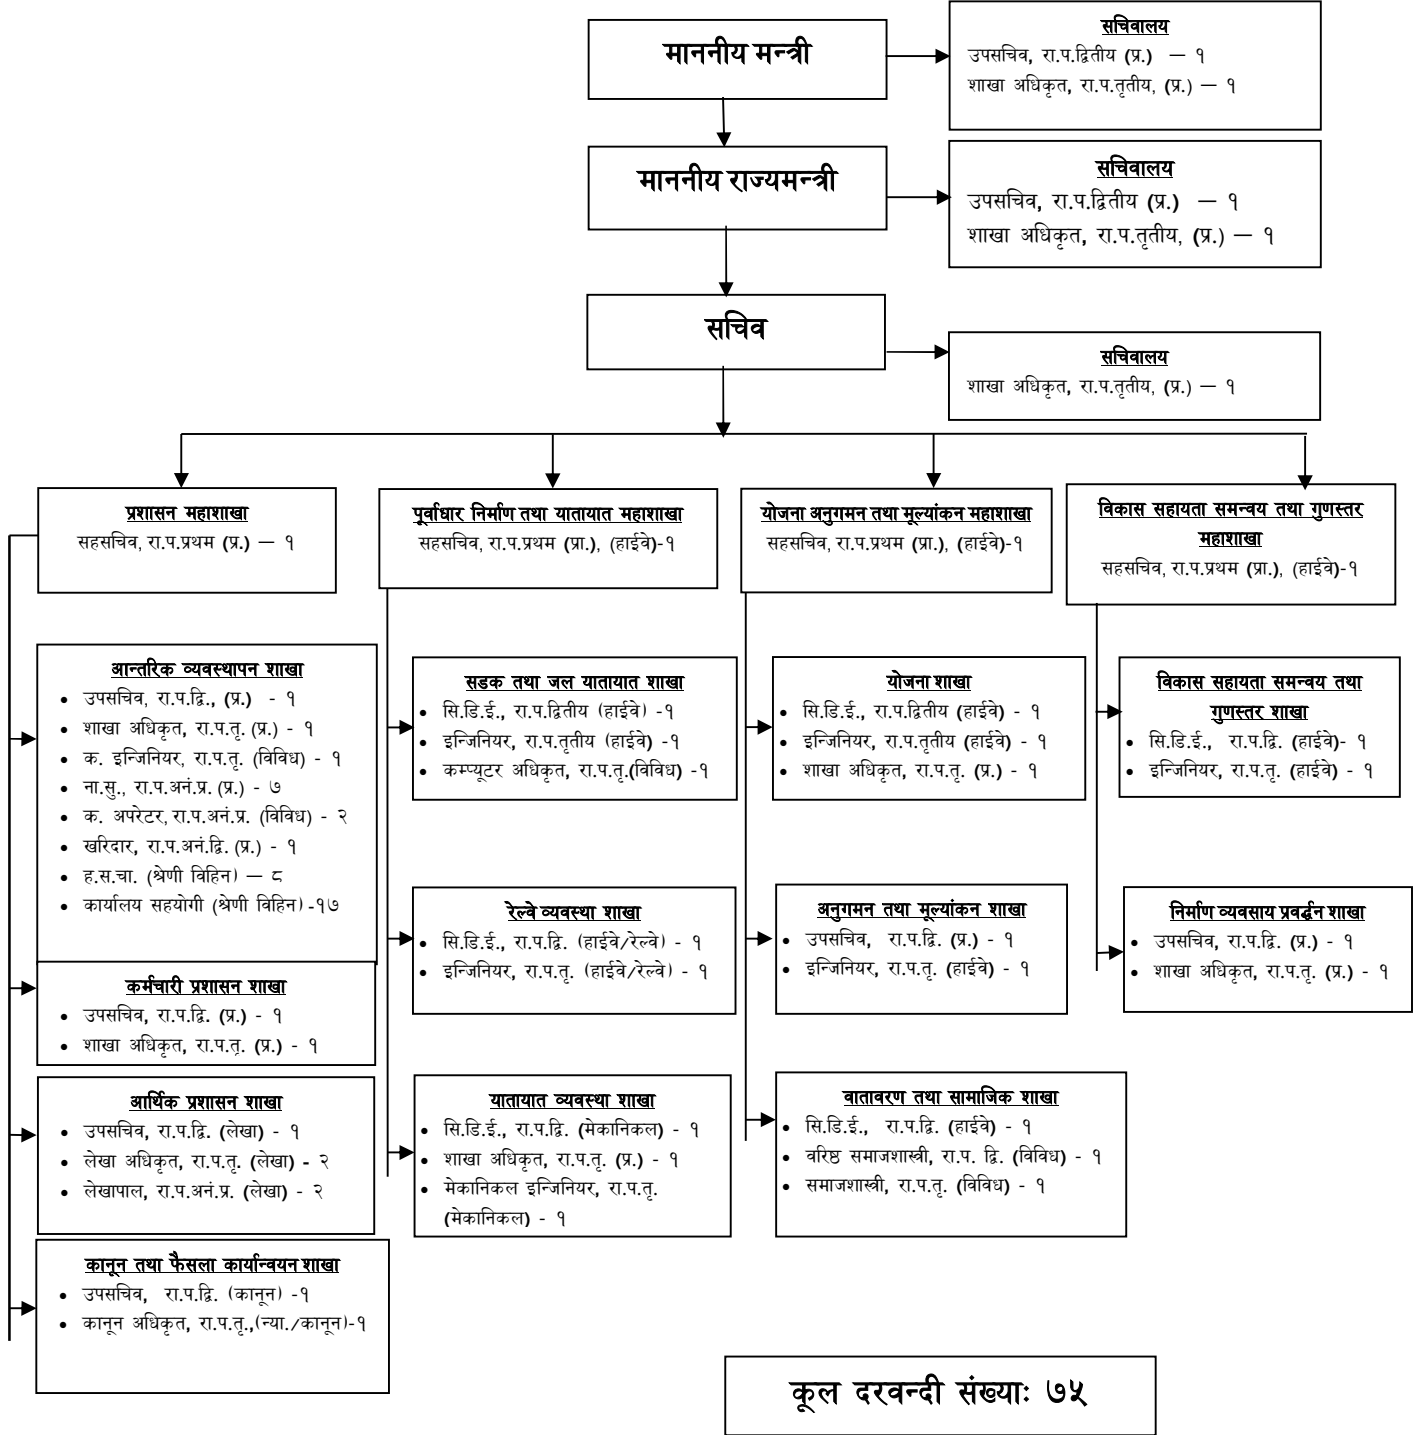 माननीय मन्त्री
सचिवालय
उपसचिव, रा.प.द्वितीय (प्र.) — १
शाखा अधिकृत, रा.प.तृतीय, (प्र.) — १
माननीय राज्यमन्त्री
सचिवालय
उपसचिव, रा.प.द्वितीय (प्र.) — १
शाखा अधिकृत, रा.प.तृतीय, (प्र.) — १
सचिव
सचिवालय
शाखा अधिकृत, रा.प.तृतीय, (प्र.) — १
प्रशासन महाशाखा
सहसचिव, रा.प.प्रथम (प्र.) — १
पूर्वाधार निर्माण तथा यातायात महाशाखा
सहसचिव, रा.प.प्रथम (प्रा.), (हाईवे)-१
योजना अनुगमन तथा मूल्यांकन महाशाखा
सहसचिव, रा.प.प्रथम (प्रा.), (हाईवे)-१
विकास सहायता समन्वय तथा गुणस्तर
महाशाखा
सहसचिव, रा.प.प्रथम (प्रा.), (हाईवे)-१
आन्तरिक व्यवस्थापन शाखा
• उपसचिव, रा.प.द्वि., (प्र.) - १
• शाखा अधिकृत, रा.प.तृ. (प्र.) - १
• क. इन्जिनियर, रा.प.तृ. (विविध) - १
• ना.सु., रा.प.अनं.प्र. (प्र.) - ७
• क. अपरेटर, रा.प.अनं.प्र. (विविध) - २
• खरिदार, रा.प.अनं.द्वि. (प्र.) - १
• ह.स.चा. (श्रेणी विहिन) — ८
• कार्यालय सहयोगी (श्रेणी विहिन) -१७
कर्मचारी प्रशासन शाखा
• उपसचिव, रा.प.द्वि. (प्र.) - १
• शाखा अधिकृत, रा.प.तृ. (प्र.) - १
आर्थिक प्रशासन शाखा
• उपसचिव, रा.प.द्वि. (लेखा) - १
• लेखा अधिकृत, रा.प.तृ. (लेखा) - २
• लेखापाल, रा.प.अनं.प्र. (लेखा) - २
कानून तथा फैसला कार्यान्वयन शाखा
• उपसचिव, रा.प.द्वि. (कानून) -१
• कानून अधिकृत, रा.प.तृ.,(न्या./कानून)-१
सडक तथा जल यातायात शाखा
• सि.डि.ई., रा.प.द्वितीय (हाईवे) -१
• इन्जिनियर, रा.प.तृतीय (हाईवे) -१
• कम्प्यूटर अधिकृत, रा.प.तृ.(विविध) -१
रेल्वे व्यवस्था शाखा
• सि.डि.ई., रा.प.द्वि. (हाईवे/रेल्वे) - १
• इन्जिनियर, रा.प.तृ. (हाईवे/रेल्वे) - १
यातायात व्यवस्था शाखा
• सि.डि.ई., रा.प.द्वि. (मेकानिकल) - १
• शाखा अधिकृत, रा.प.तृ. (प्र.) - १
• मेकानिकल इन्जिनियर, रा.प.तृ.
(मेकानिकल) - १
योजना शाखा
• सि.डि.ई., रा.प.द्वितीय (हाईवे) - १
• इन्जिनियर, रा.प.तृतीय (हाईवे) - १
• शाखा अधिकृत, रा.प.तृ. (प्र.) - १
अनुगमन तथा मूल्यांकन शाखा
• उपसचिव, रा.प.द्वि. (प्र.) - १
• इन्जिनियर, रा.प.तृ. (हाईवे) - १
वातावरण तथा सामाजिक शाखा
• सि.डि.ई., रा.प.द्वि. (हाईवे) - १
• वरिष्ठ समाजशास्त्री, रा.प. द्वि. (विविध) - १
• समाजशास्त्री, रा.प.तृ. (विविध) - १
विकास सहायता समन्वय तथा
गुणस्तर शाखा
• सि.डि.ई., रा.प.द्वि. (हाईवे)- १
• इन्जिनियर, रा.प.तृ. (हाईवे) - १
निर्माण व्यवसाय प्रवर्द्धन शाखा
• उपसचिव, रा.प.द्वि. (प्र.) - १
• शाखा अधिकृत, रा.प.तृ. (प्र.) - १
कूल दरवन्दी संख्याः ७५